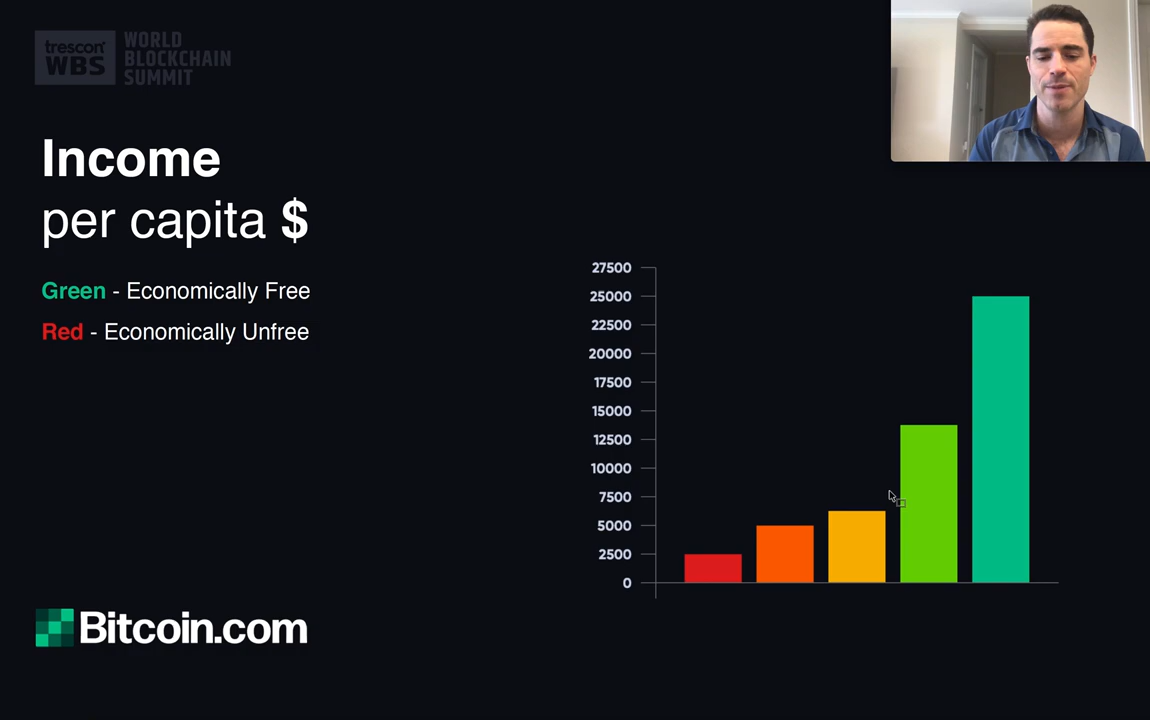 trescon
WBS
WORLD
BLOCKCHAIN
SUMMIT
Income
per capita $
Green - Economically Free
Red - Economically Unfree
27500
25000
22500
20000
17500
15000
12500
10000
7500
5000
2500
0
Bitcoin.com